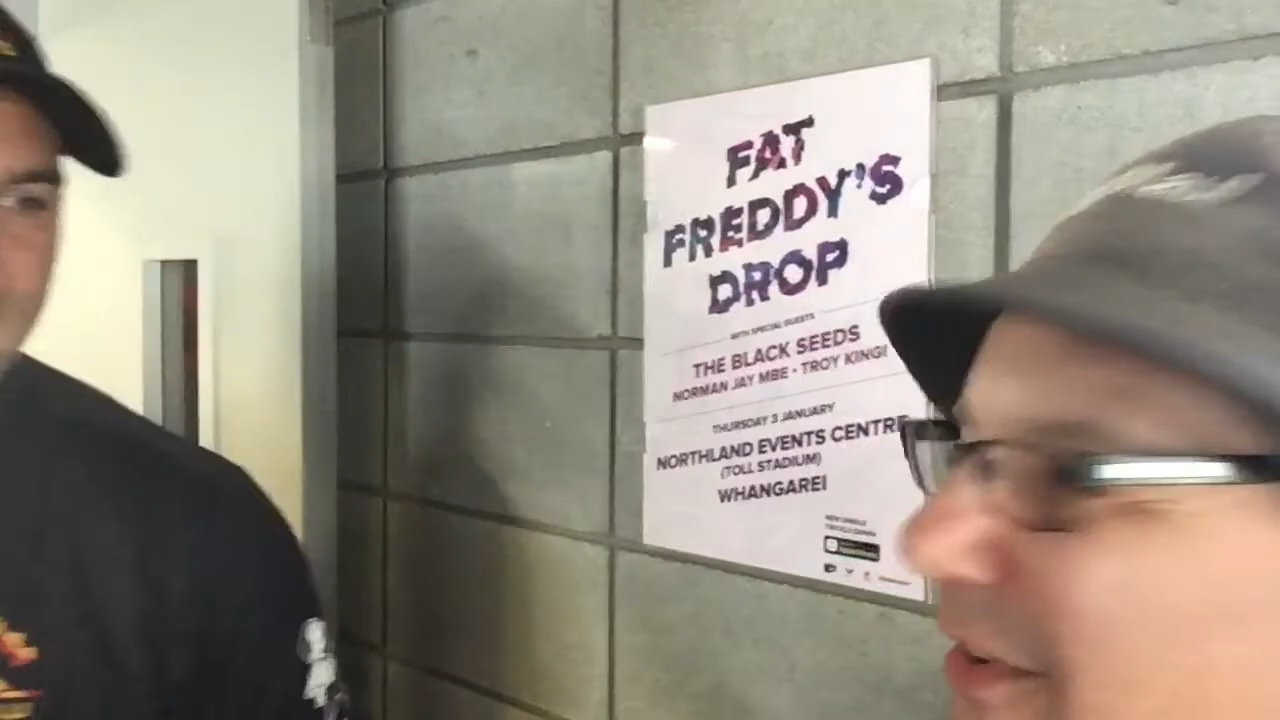 FAT
FREDDY'S
DROP
WITH SPECIAL GUESTS
THE BLACK SEEDS
NORMAN JAY MBE • TROY KINGI
THURSDAY 3 JANUARY
NORTHLAND EVENTS CENTRE
(TOLL STADIUM)
WHANGAREI